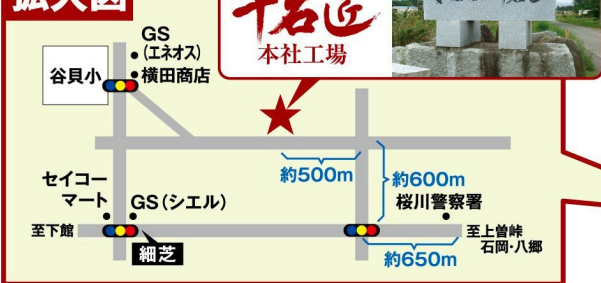 拡大図
本社工場
GS
(エネオス)
横田商店
谷貝小
約500m
約600m
セイコー
マート
GS(シエル)
桜川警察署
至下館
細芝
約650m
至上曽峠
石岡・八郷